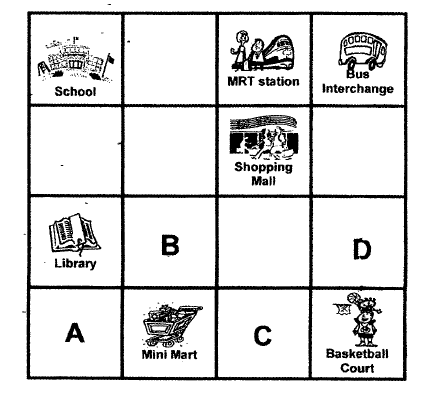 School
MRT station
Bus
Interchange
Shopping
Mall
Library
B
D
A
Mini Mart
C
Basketball
Court